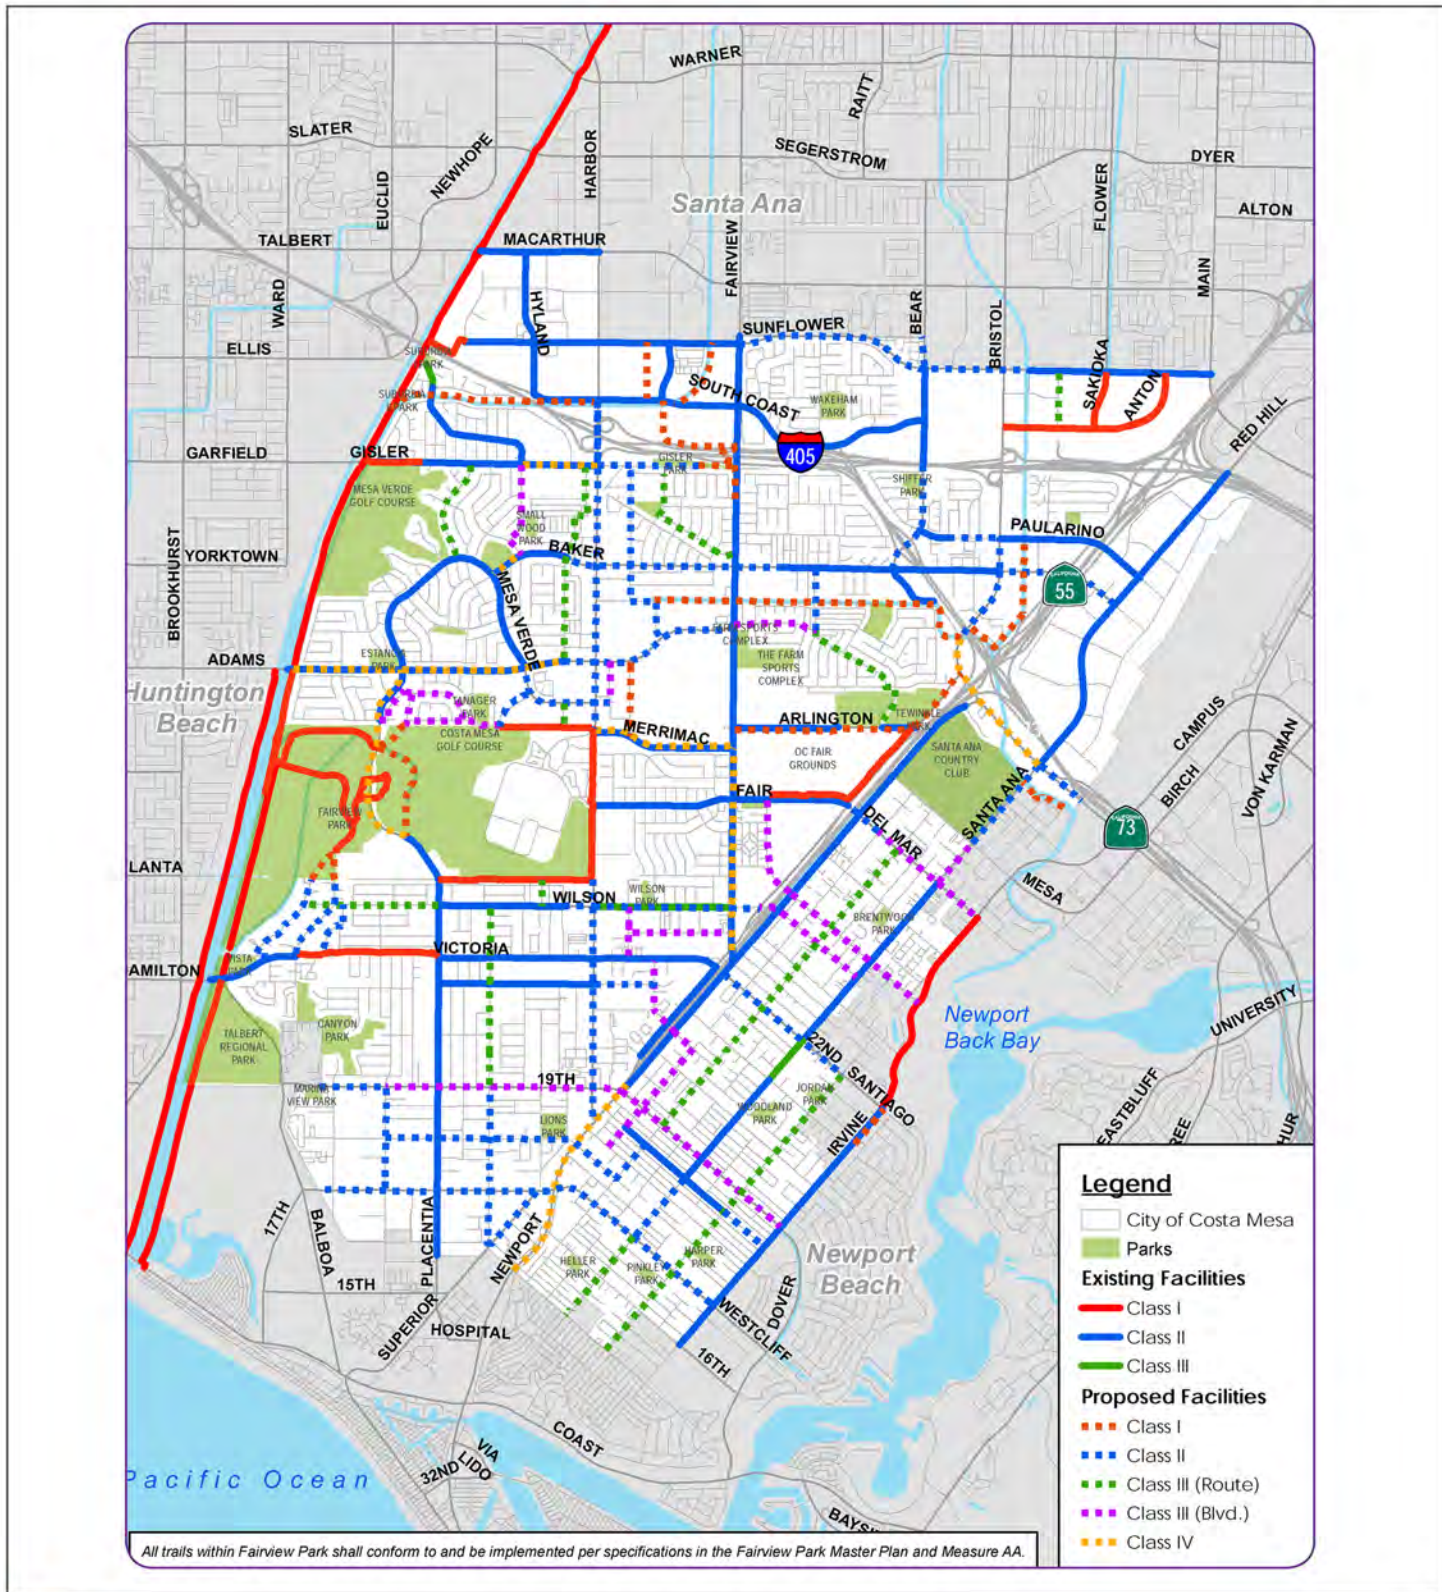 WARNER
RAITT
SLATER
NEWHOPE
SEGERSTROM
DYER
EUCLID
HARBOR
FLOWER
Santa Ana
ALTON
TALBERT
MACARTHUR
FAIRVIEW
MAIN
WARD
HYLAND
BEAR
BRISTOL
SUNFLOWER
ELLIS
SUBURBIA
PARK
SAKIOKA
ANTON
SOUTH COAST
WAKEHAM
PARK
405
RED HILL
GARFIELD
GISLER
GISLER
PARK
SHIFFER
PARK
MESA VERDE
GOLF COURSE
SMALL
WOOD
PARK
PAULARINO
BROOKHURST
YORKTOWN
BAKER
CALIFORNIA
55
MESA VERDE
COMPLEX
THE FARM
SPORTS
COMPLEX
ADAMS
ESTANCIA
PARK
Huntington
Beach
TANAGER
PARK
COSTA MESA
GOLF COURSE
MERRIMAC
ARLINGTON
TEWINKLE
PARK
OC FAIR
GROUNDS
SANTA ANA
COUNTRY
CLUB
CAMPUS
BIRCH
VON KARMAN
FAIRVIEW
PARK
FAIR
DEL MAR
SANTA ANA
73
LANTA
WILSON
WILSON
PARK
MESA
BRENTWOOD
PARK
VICTORIA
AMILTON
VISTA
PARK
UNIVERSITY
Newport
Back Bay
TALBERT
REGIONAL
PARK
CANYON
PARK
22ND
SANTIAGO
19TH
MARINA
VIEW PARK
JORDAN
PARK
WOODLAND
PARK
LIONS
PARK
IRVINE
EASTBLUFF
REE
HUR
17TH
BALBOA
PLACENTIA
NEWPORT
HELLER
PARK
PINKLEY
PARK
HARPER
PARK
Newport
Beach
DOVER
15TH
SUPERIOR
HOSPITAL
WESTCLIFF
16TH
COAST
VIA
LIDO
32ND
Pacific Ocean
Legend
City of Costa Mesa
Parks
Existing Facilities
Class I
Class II
Class III
Proposed Facilities
Class I
Class II
Class III (Route)
Class III (Blvd.)
Class IV
All trails within Fairview Park shall conform to and be implemented per specifications in the Fairview Park Master Plan and Measure AA.